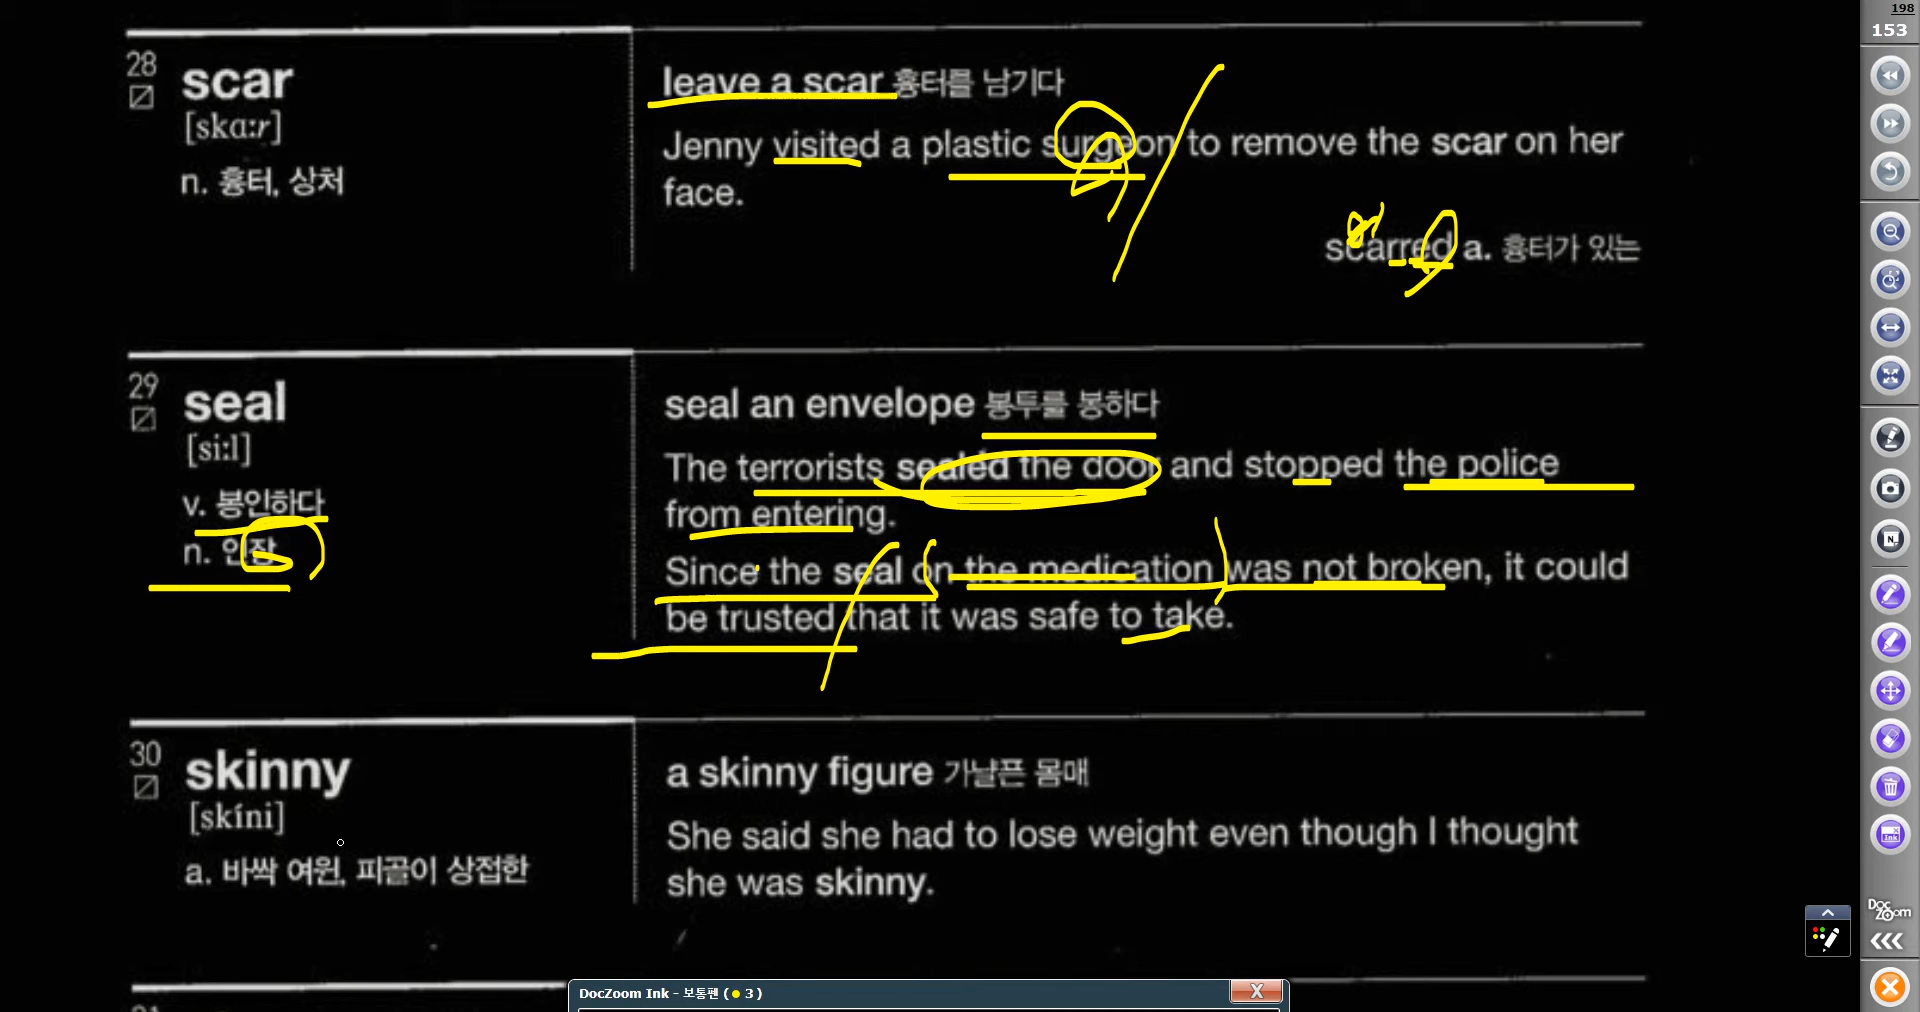 198
153
28
scar
[skɑːr]
n. 흉터, 상처
leave a scar 흉터를 남기다
Jenny visited a plastic surgeon to remove the scar on her
face.
scarred a. 흉터가 있는
29
seal
[siːl]
v. 봉인하다
n. 인장
seal an envelope 봉투를 봉하다
The terrorists sealed the door and stopped the police
from entering.
Since the seal on the medication was not broken, it could
be trusted that it was safe to take.
30
skinny
[skíni]
a. 바싹 여윈, 피골이 상접한
a skinny figure 가냘픈 몸매
She said she had to lose weight even though I thought
she was skinny.
DocZoom Ink - 보통펜 ( 3 )
Doc
Zoom